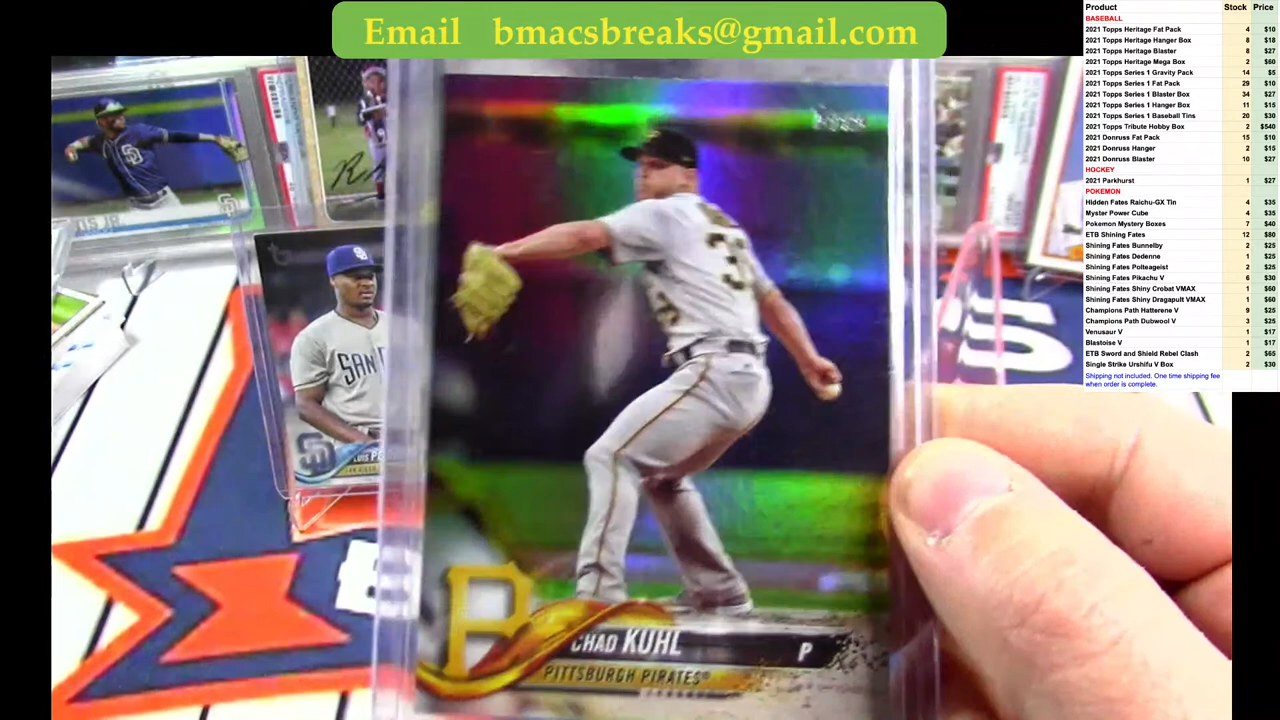 Email bmacsbreaks@gmail.com
Product Stock Price
BASEBALL
2021 Topps Heritage Fat Pack 4 $10
2021 Topps Heritage Hanger Box 8 $18
2021 Topps Heritage Blaster 8 $27
2021 Topps Heritage Mega Box 2 $60
2021 Topps Series 1 Gravity Pack 14 $5
2021 Topps Series 1 Fat Pack 29 $10
2021 Topps Series 1 Blaster Box 34 $27
2021 Topps Series 1 Hanger Box 11 $15
2021 Topps Series 1 Baseball Tins 20 $30
2021 Topps Tribute Hobby Box 2 $540
2021 Donruss Fat Pack 15 $10
2021 Donruss Hanger 2 $15
2021 Donruss Blaster 10 $27
HOCKEY
2021 Parkhurst 1 $27
POKEMON
Hidden Fates Raichu-GX Tin 4 $35
Myster Power Cube 4 $35
Pokemon Mystery Boxes 7 $40
ETB Shining Fates 12 $80
Shining Fates Bunnelby 2 $25
Shining Fates Dedenne 1 $25
Shining Fates Polteageist 2 $25
Shining Fates Pikachu V 6 $30
Shining Fates Shiny Crobat VMAX 1 $60
Shining Fates Shiny Dragapult VMAX 1 $60
Champions Path Hatterene V 9 $25
Champions Path Dubwool V 3 $25
Venusaur V 1 $17
Blastoise V 1 $17
ETB Sword and Shield Rebel Clash 2 $65
Single Strike Urshifu V Box 2 $30
Shipping not included. One time shipping fee
when order is complete.
SAN
CHAD KUHL P
PITTSBURGH PIRATES®